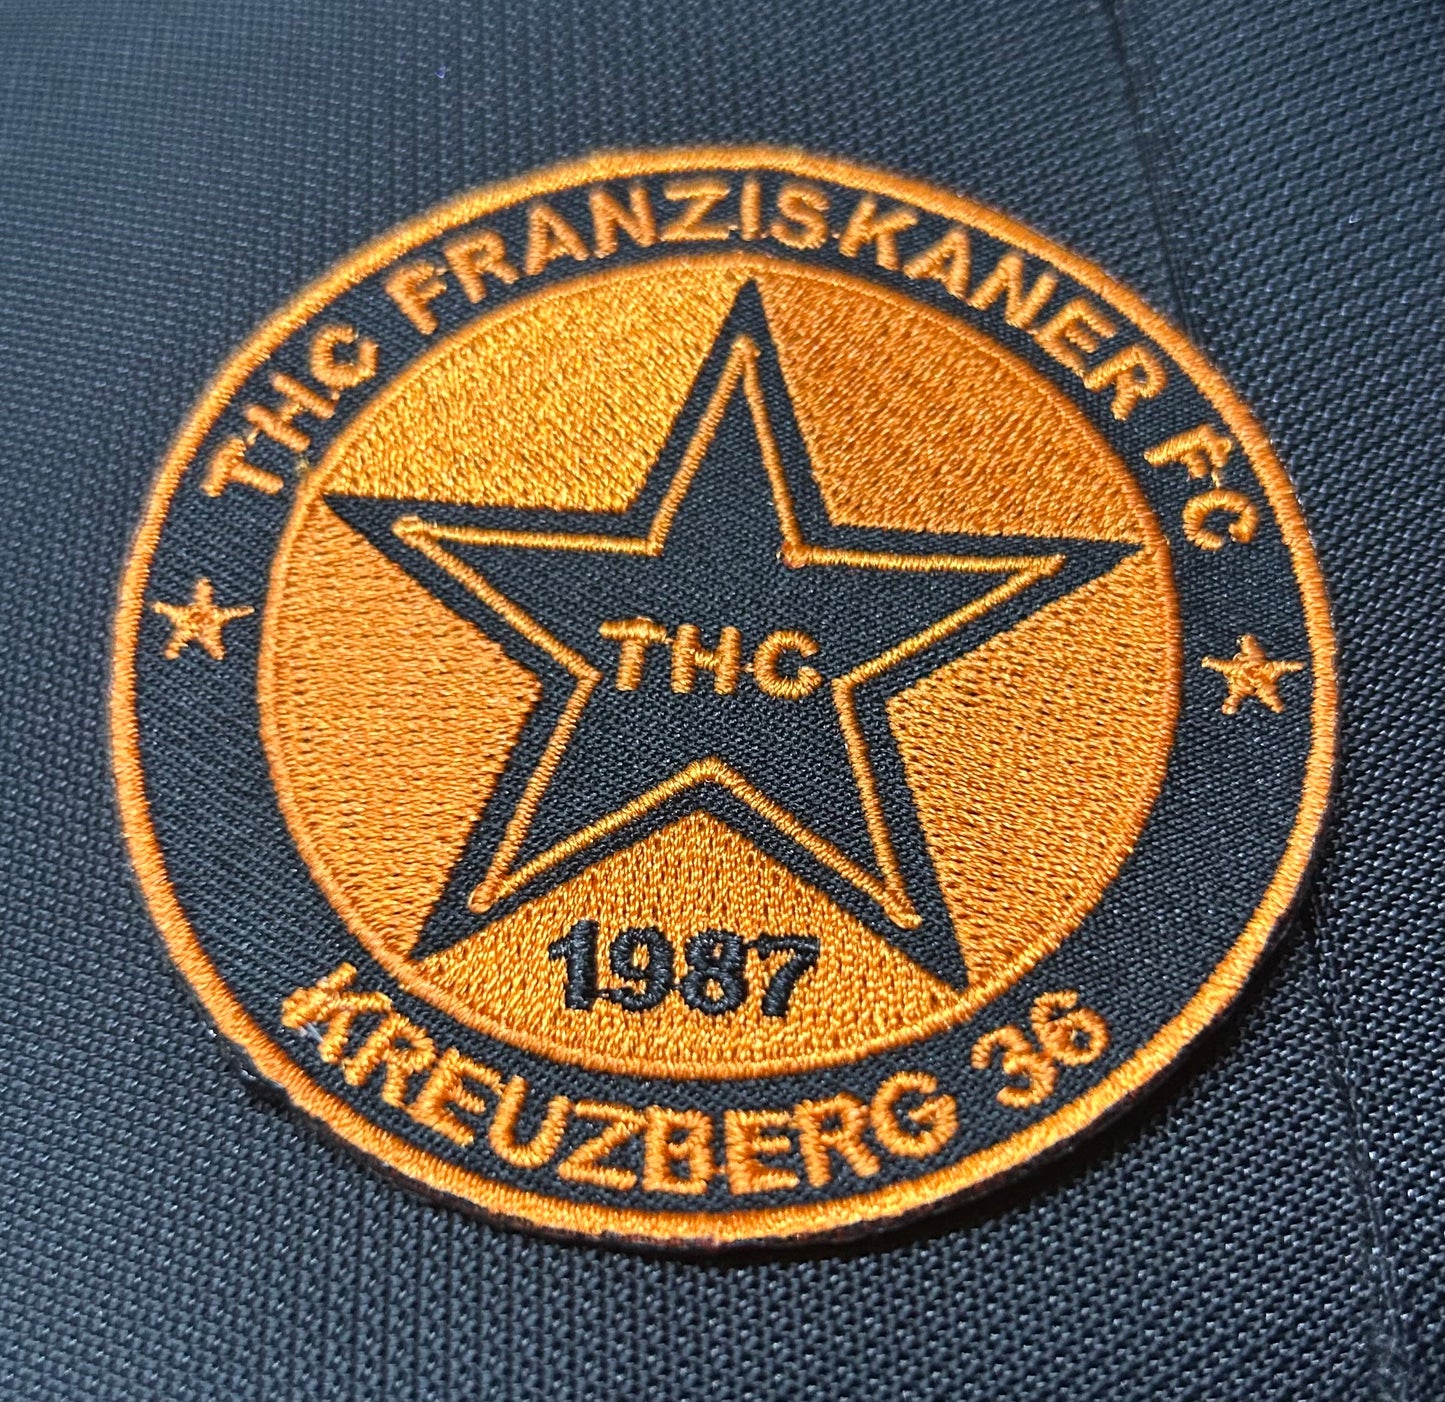 THC FRANZISKANER FC
THC
1987
KREUZBERG 36